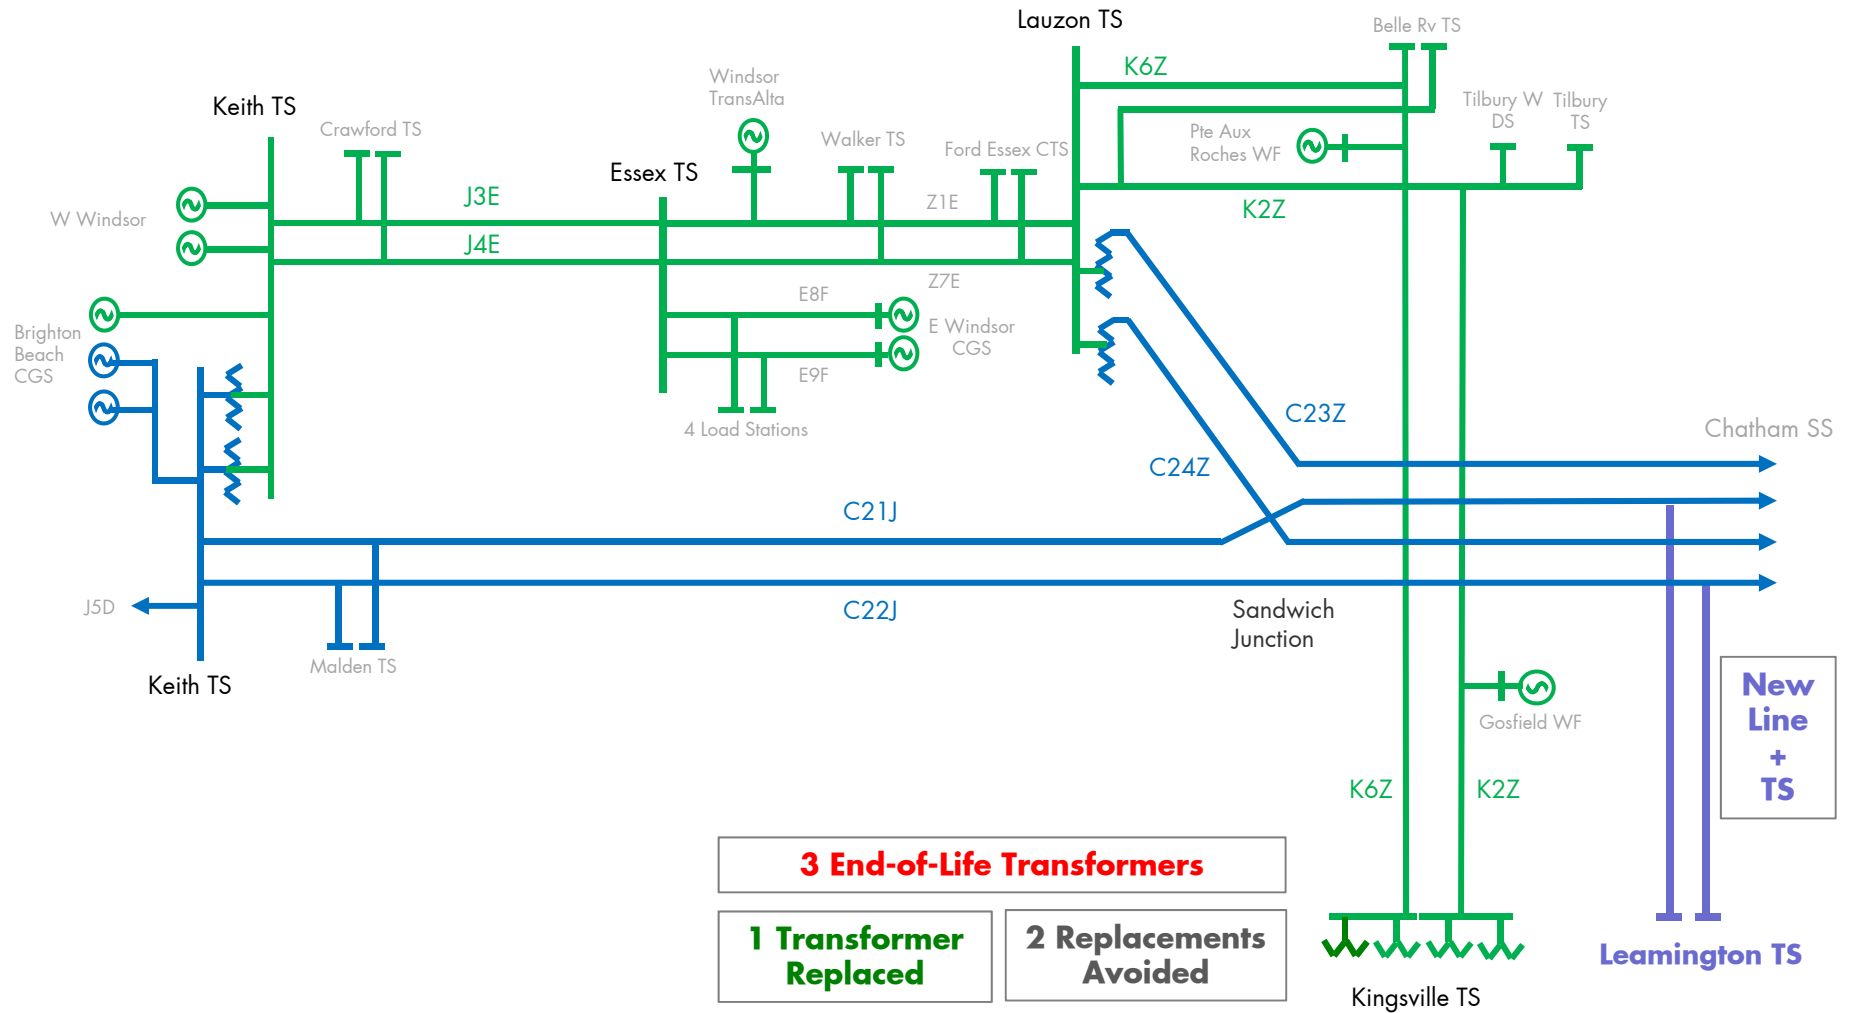 Lauzon TS
Belle Rv TS
K6Z
Windsor
TransAlta
Keith TS
Crawford TS
Walker TS
Ford Essex CTS
Pte Aux
Roches WF
Tilbury W
DS
Tilbury
TS
Essex TS
J3E
Z1E
K2Z
W Windsor
J4E
Z7E
E8F
E Windsor
CGS
E9F
Brighton
Beach
CGS
4 Load Stations
C23Z
Chatham SS
C24Z
C21J
J5D
C22J
Sandwich
Junction
Malden TS
Keith TS
Gosfield WF
New
Line
+
TS
K6Z
K2Z
3 End-of-Life Transformers
1 Transformer
Replaced
2 Replacements
Avoided
Leamington TS
Kingsville TS